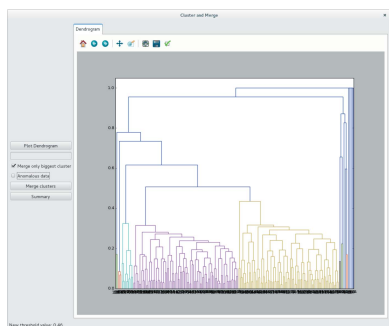 Cluster and Merge
Dendrogram
Plot Dendrogram
Merge only biggest cluster
Anomalous data
Merge clusters
Summary
1.0
0.8
0.6
0.4
0.2
0.0
New threshold value: 0.46